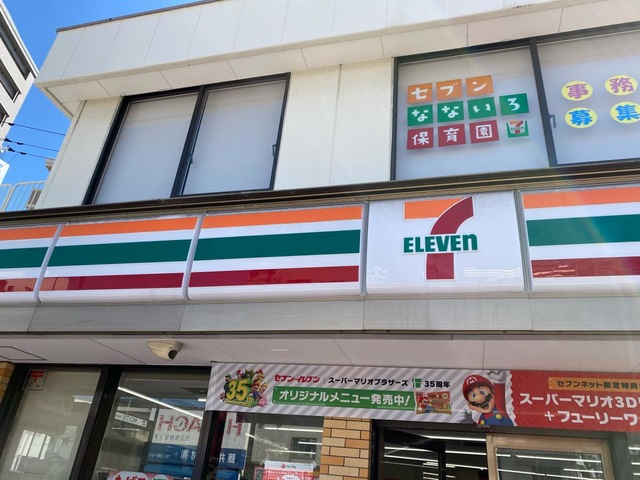 セブン
なないろ
保育園
事務
募集
7
ELEVEn
35th
セブン-イレブン スーパーマリオブラザーズ 35周年
オリジナルメニュー発売中!
セブンネット限定特典
スーパーマリオ3D
+フューリーワ